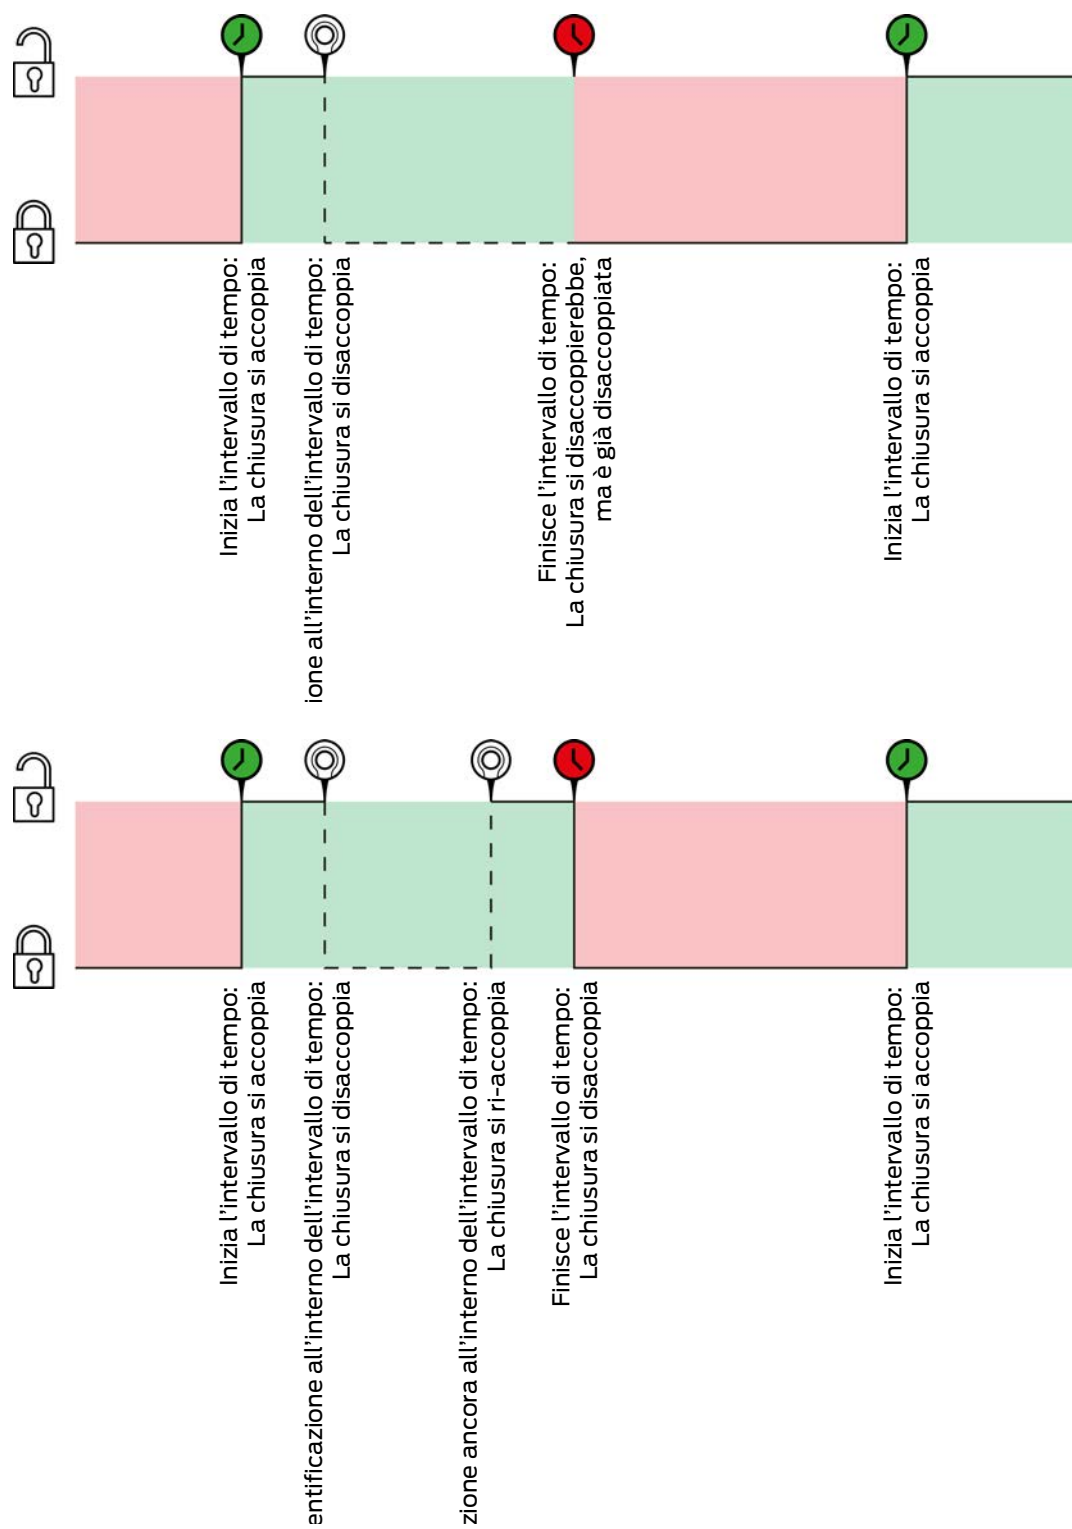 Inizia l'intervallo di tempo:
La chiusura si accoppia
ione all'interno dell'intervallo di tempo:
La chiusura si disaccoppia
Finisce l'intervallo di tempo:
La chiusura si disaccoppierebbe,
ma è già disaccoppiata
Inizia l'intervallo di tempo:
La chiusura si accoppia
Inizia l'intervallo di tempo:
La chiusura si accoppia
entificazione all'interno dell'intervallo di tempo:
La chiusura si disaccoppia
zione ancora all'interno dell'intervallo di tempo:
La chiusura si ri-accoppia
Finisce l'intervallo di tempo:
La chiusura si disaccoppia
Inizia l'intervallo di tempo:
La chiusura si accoppia